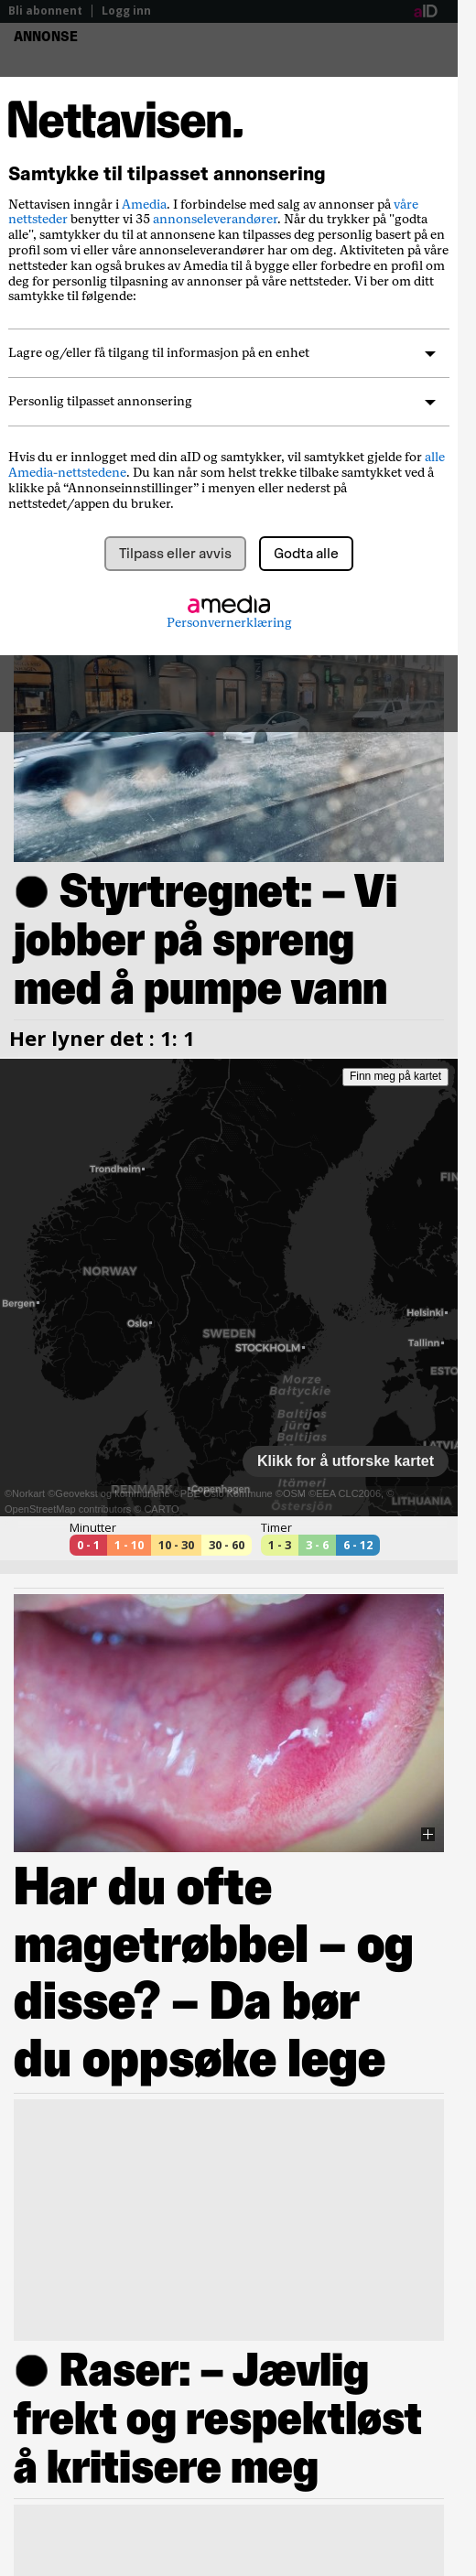 Bli abonnent | Logg inn
aID
ANNONSE
Nettavisen.
Samtykke til tilpasset annonsering
Nettavisen inngår i Amedia. I forbindelse med salg av annonser på våre
nettsteder benytter vi 35 annonseleverandører. Når du trykker på "godta
alle", samtykker du til at annonsene kan tilpasses deg personlig basert på en
profil som vi eller våre annonseleverandører har om deg. Aktiviteten på våre
nettsteder kan også brukes av Amedia til å bygge eller forbedre en profil om
deg for personlig tilpasning av annonser på våre nettsteder. Vi ber om ditt
samtykke til følgende:
Lagre og/eller få tilgang til informasjon på en enhet
Personlig tilpasset annonsering
Hvis du er innlogget med din aID og samtykker, vil samtykket gjelde for alle
Amedia-nettstedene. Du kan når som helst trekke tilbake samtykket ved å
klikke på “Annonseinnstillinger” i menyen eller nederst på
nettstedet/appen du bruker.
Tilpass eller avvis
Godta alle
amedia
Personvernerklæring
Styrtregnet: – Vi
jobber på spreng
med å pumpe vann
Her lyner det : 1: 1
Finn meg på kartet
Trondheim
FIN
NORWAY
Bergen
Helsinki
Oslo
SWEDEN
STOCKHOLM
Tallinn
ESTO
Morze
Bałtyckie
-
Baltijos
jūra -
Baltijas
LATVIA
Klikk for å utforske kartet
Itämeri
DENMARK
Copenhagen
©Norkart ©Geovekst og kommunene ©PBE Oslo Kommune ©OSM ©EEA CLC2006, ©
LITHUANIA
Östersjön
OpenStreetMap contributors © CARTO
Minutter
Timer
0 - 1
1 - 10
10 - 30
30 - 60
1 - 3
3 - 6
6 - 12
Har du ofte
magetrøbbel – og
disse? – Da bør
du oppsøke lege
Raser: – Jævlig
frekt og respektløst
å kritisere meg